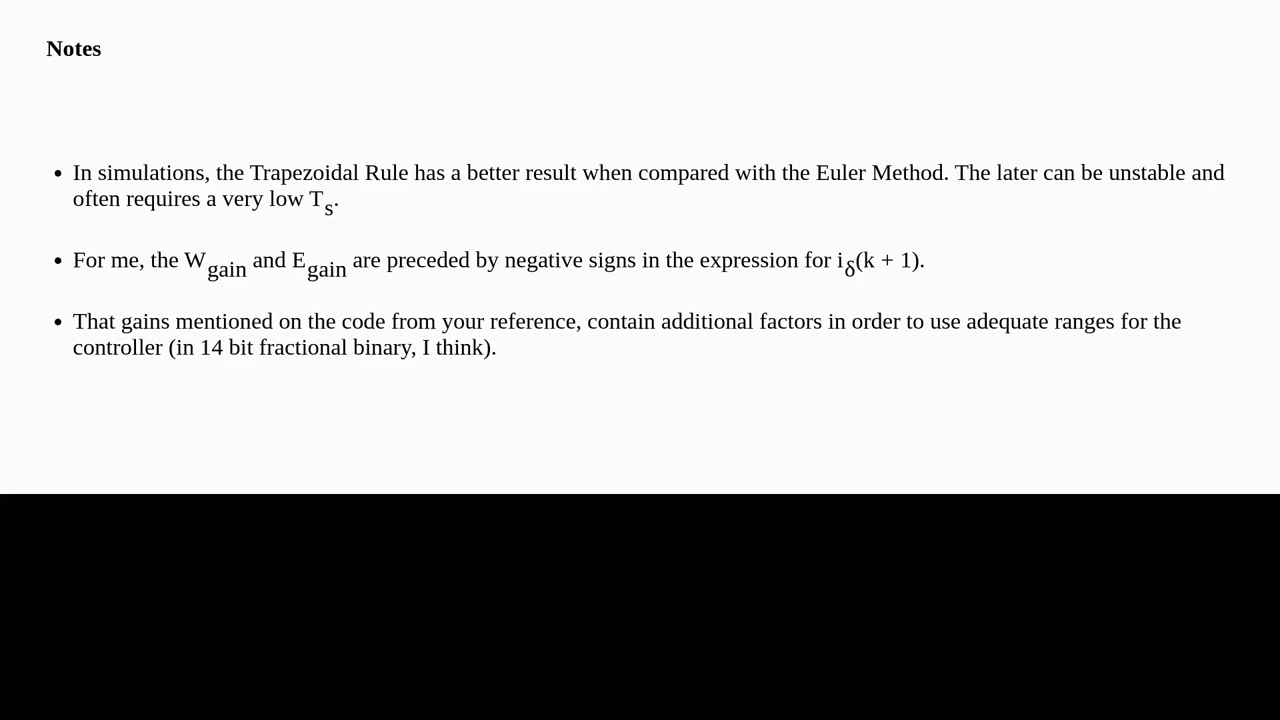 Notes
• In simulations, the Trapezoidal Rule has a better result when compared with the Euler Method. The later can be unstable and
often requires a very low Ts.
• For me, the Wgain and Egain are preceded by negative signs in the expression for iδ(k + 1).
• That gains mentioned on the code from your reference, contain additional factors in order to use adequate ranges for the
controller (in 14 bit fractional binary, I think).